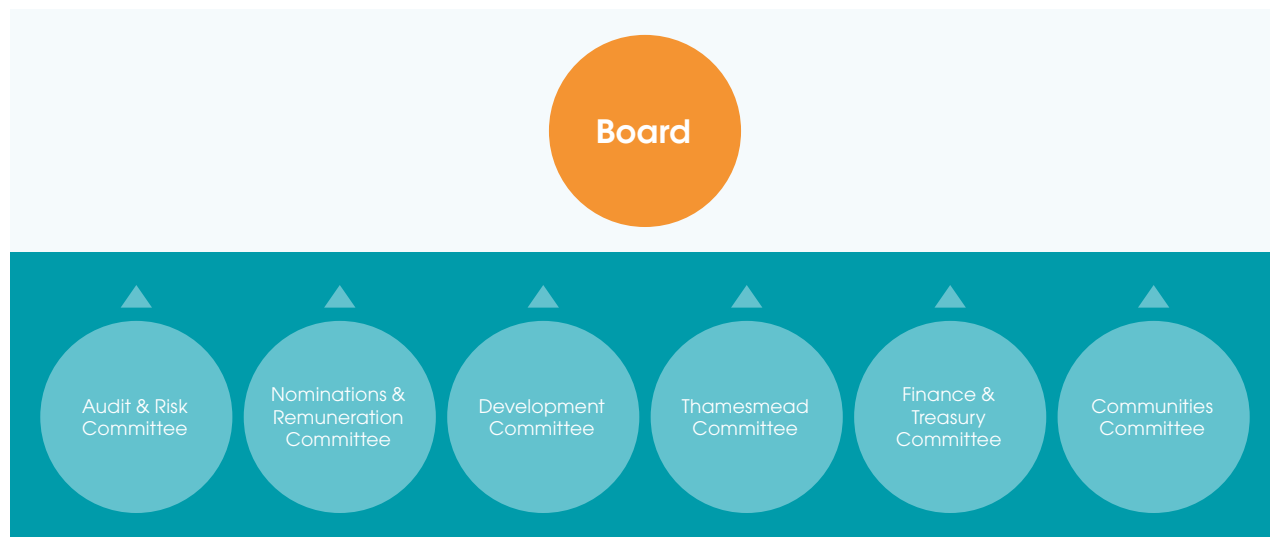 Board
Audit & Risk
Committee
Nominations &
Remuneration
Committee
Development
Committee
Thamesmead
Committee
Finance &
Treasury
Committee
Communities
Committee